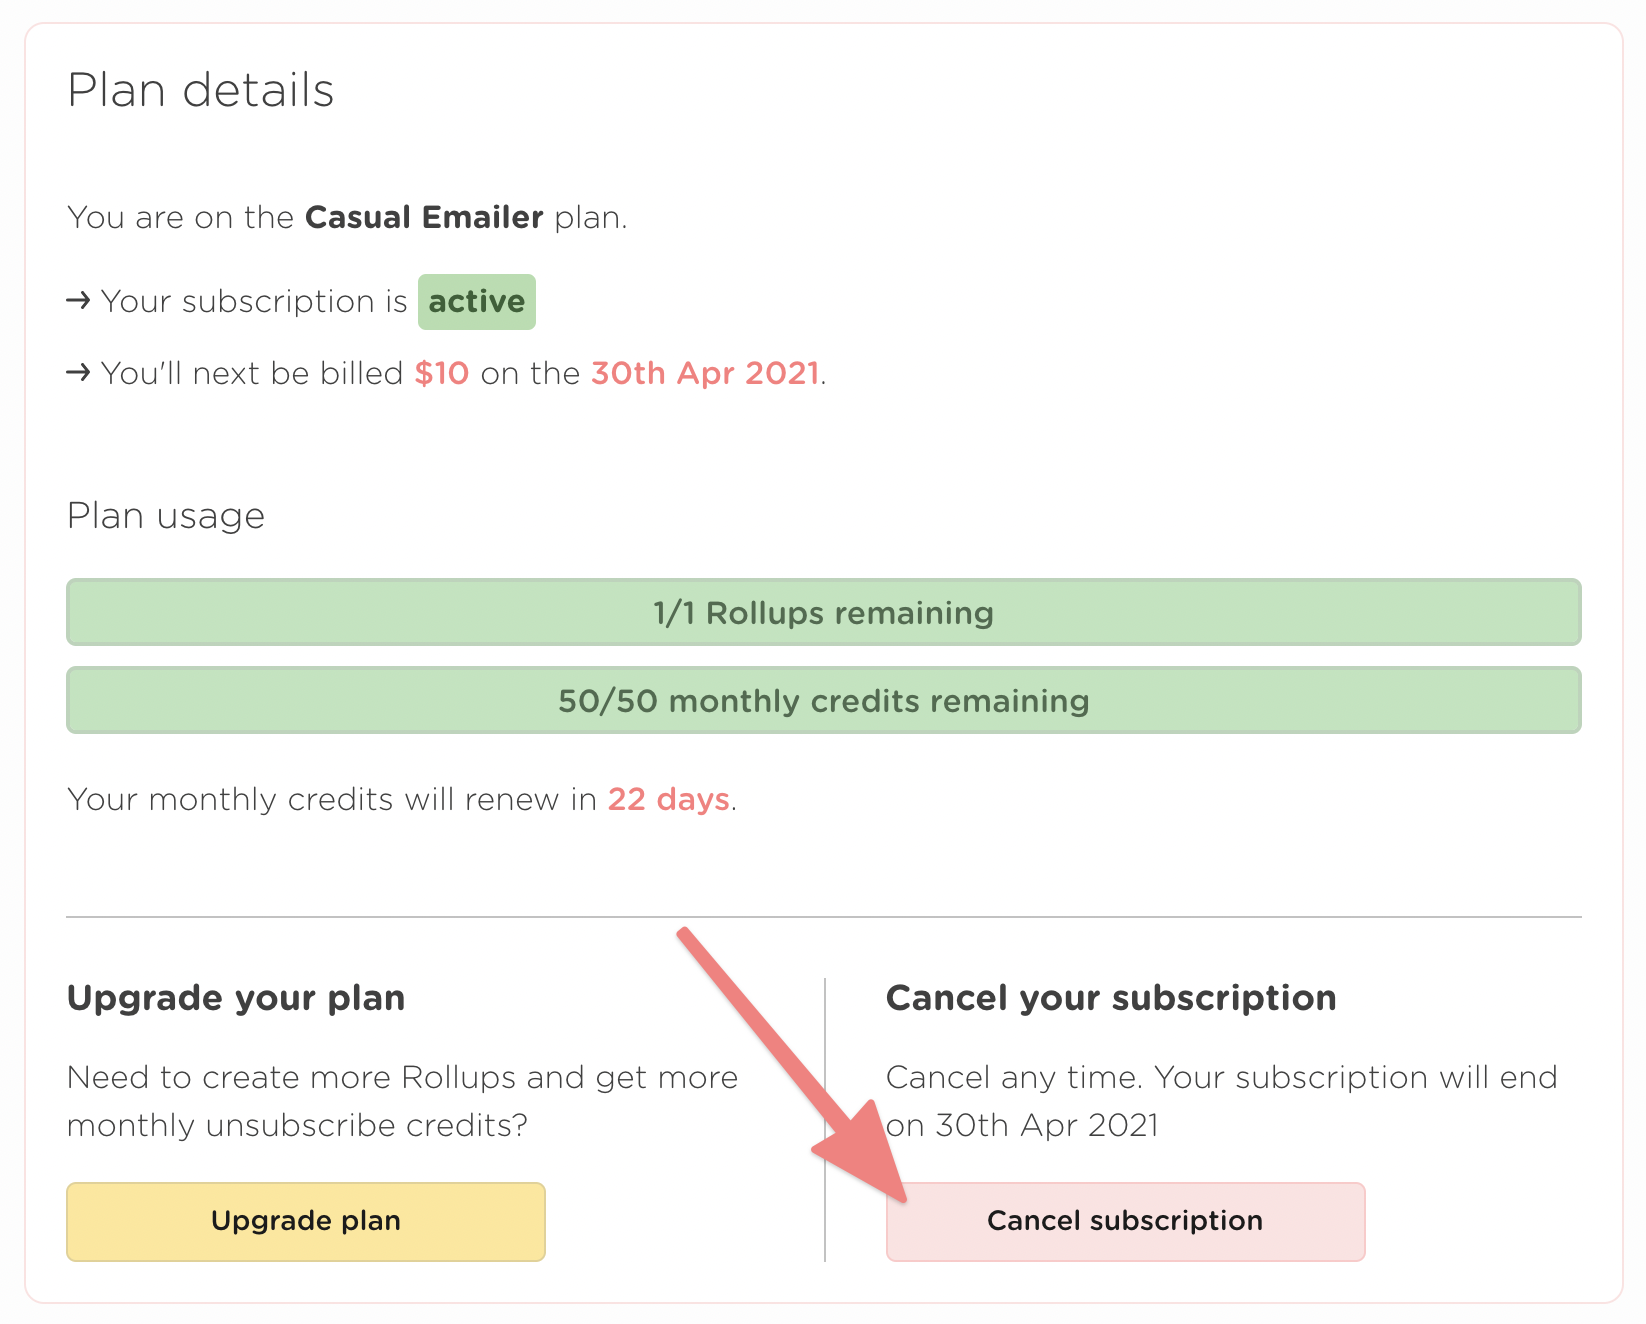 Plan details
You are on the Casual Emailer plan.
→ Your subscription is active
→ You'll next be billed $10 on the 30th Apr 2021.
Plan usage
1/1 Rollups remaining
50/50 monthly credits remaining
Your monthly credits will renew in 22 days.
Upgrade your plan
Need to create more Rollups and get more
monthly unsubscribe credits?
Upgrade plan
Cancel your subscription
Cancel any time. Your subscription will end
on 30th Apr 2021
Cancel subscription